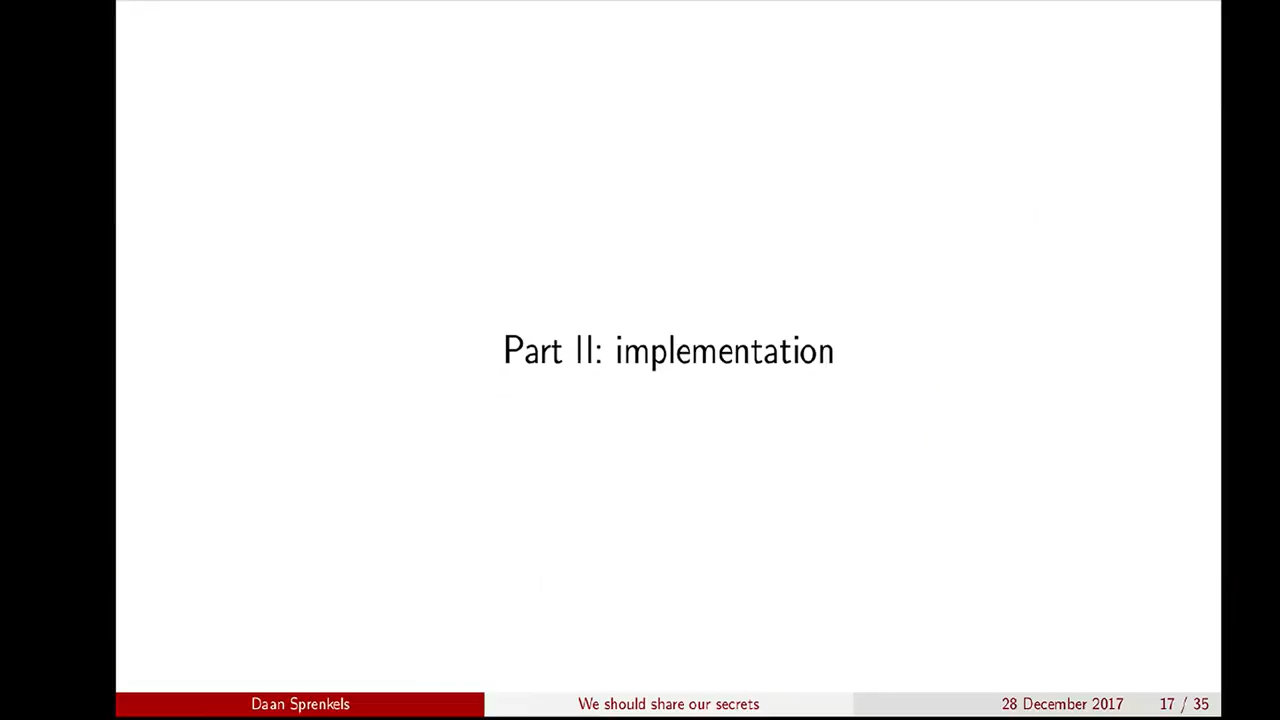 Part II: implementation
Daan Sprenkels
We should share our secrets
28 December 2017
17 / 35